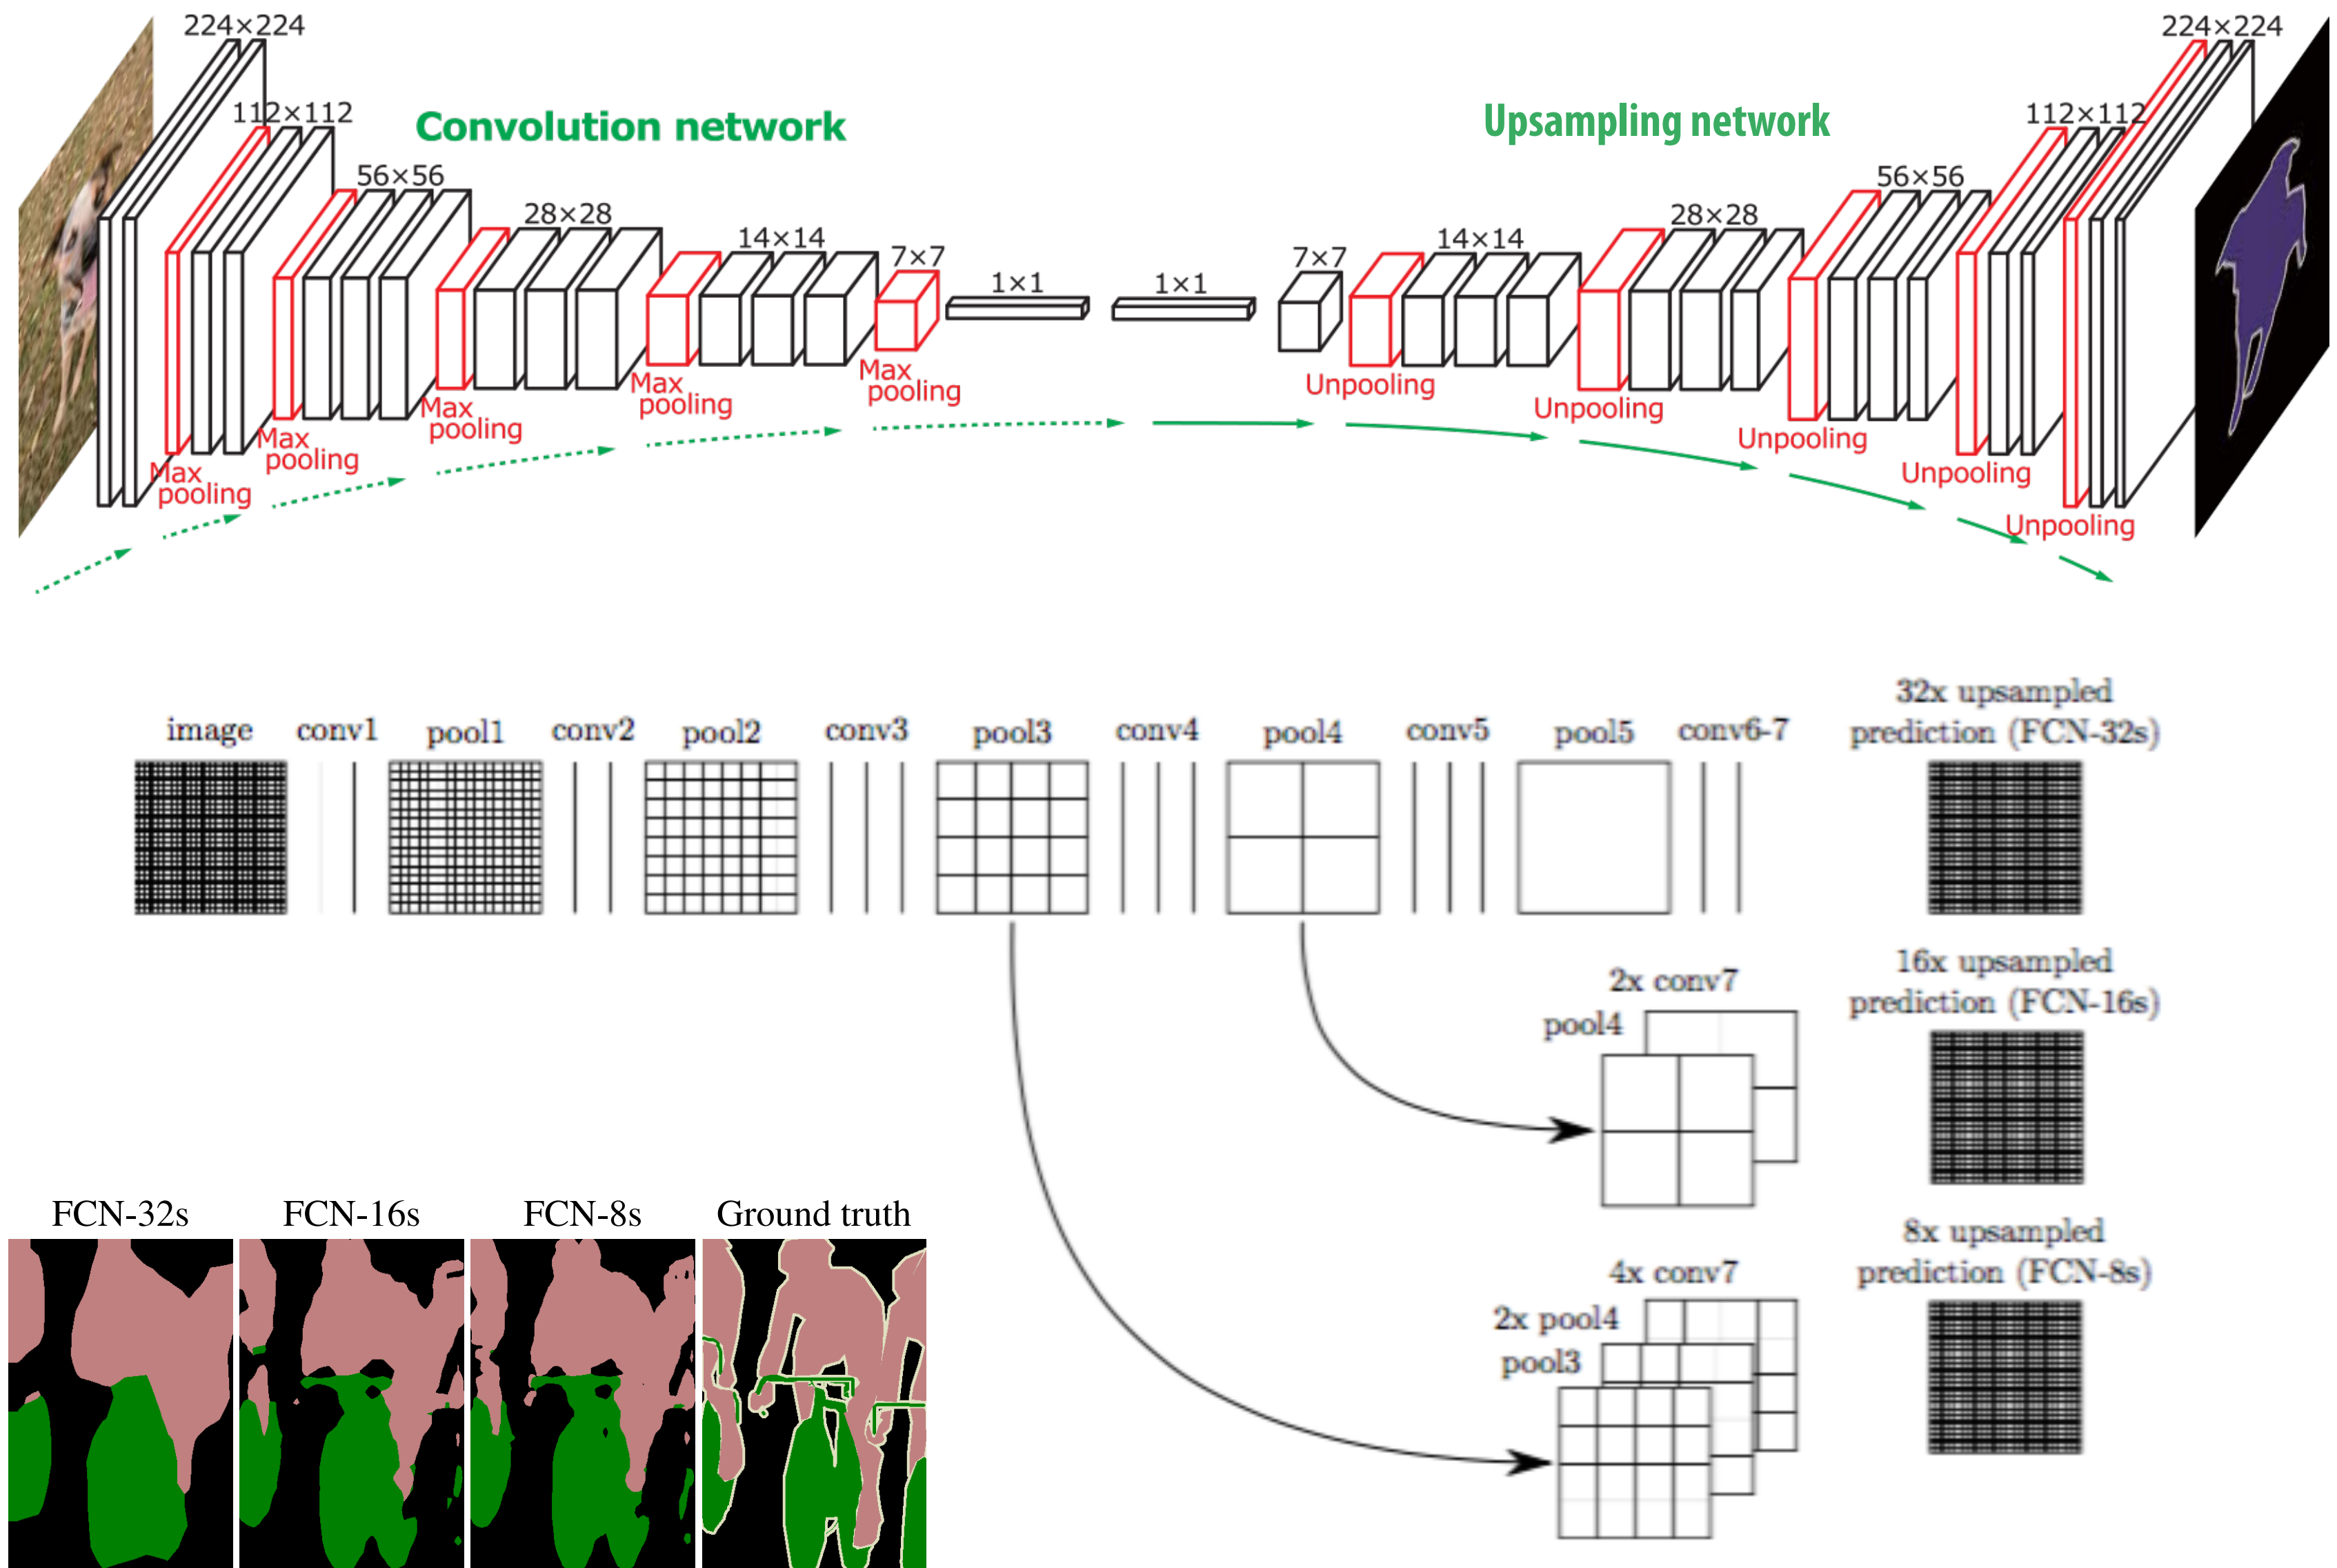 224×224
112×112
56×56
28×28
14×14
7×7
1×1
1×1
7×7
14×14
28×28
56×56
112×112
224×224
Convolution network
Upsampling network
Max
pooling
Max
pooling
Max
pooling
Max
pooling
Max
pooling
Unpooling
Unpooling
Unpooling
Unpooling
Unpooling
image
conv1
pool1
conv2
pool2
conv3
pool3
conv4
pool4
conv5
pool5
conv6-7
32x upsampled
prediction (FCN-32s)
2x conv7
pool4
16x upsampled
prediction (FCN-16s)
4x conv7
2x pool4
pool3
8x upsampled
prediction (FCN-8s)
FCN-32s
FCN-16s
FCN-8s
Ground truth